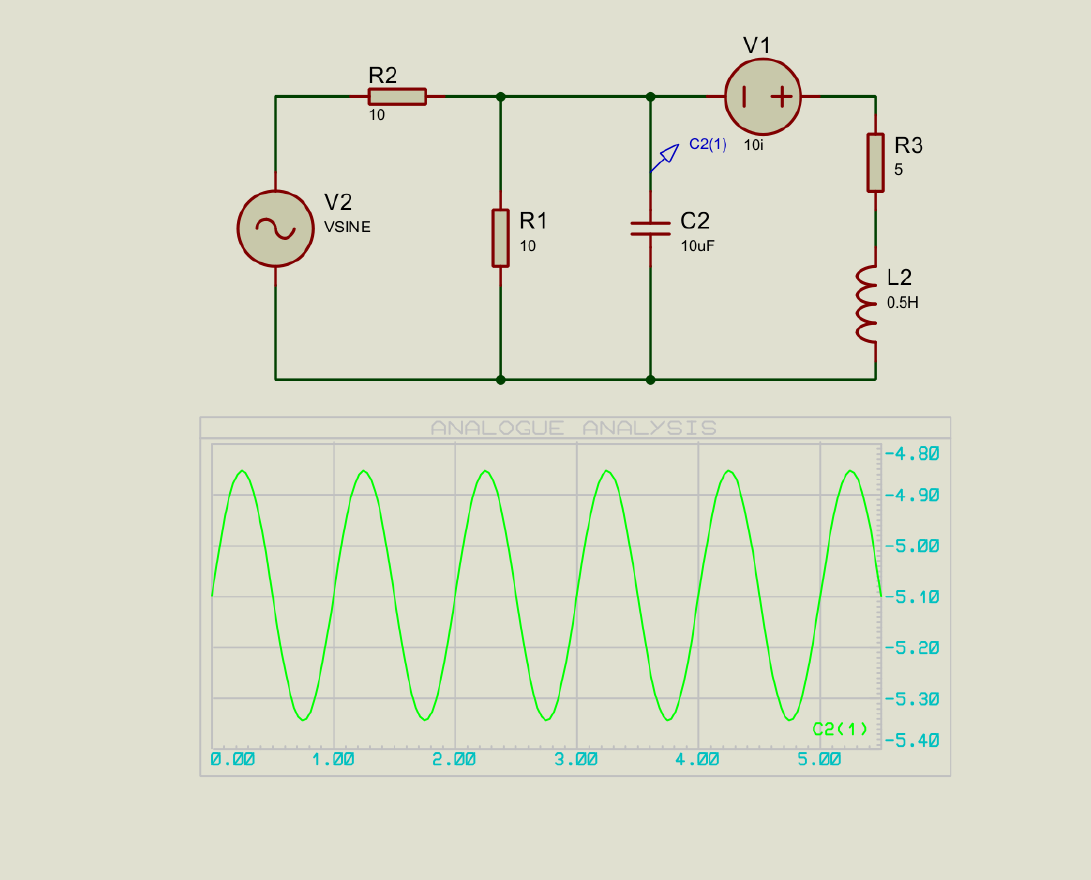 V1
R2
10
C2(1)
10i
R3
5
V2
VSINE
R1
10
C2
10uF
L2
0.5H
ANALOGUE ANALYSIS
-4.80
-4.90
-5.00
-5.10
-5.20
-5.30
C2(1)
-5.40
0.00 1.00 2.00 3.00 4.00 5.00